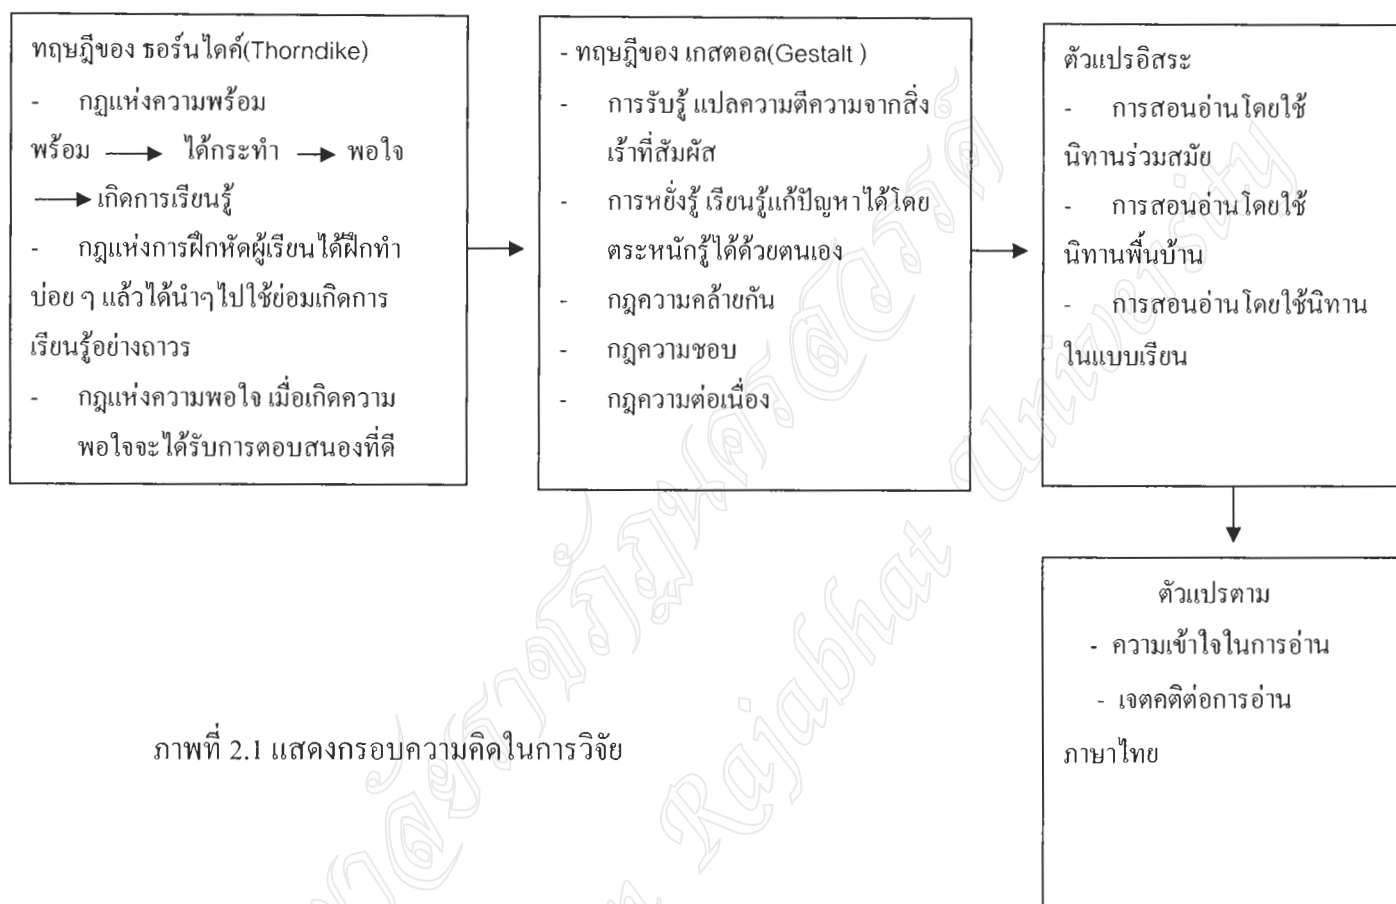 ทฤษฎีของ ธอร์นไดค์(Thorndike)
- กฎแห่งความพร้อม
พร้อม → ได้กระทำ → พอใจ
→ เกิดการเรียนรู้
- กฎแห่งการฝึกหัดผู้เรียนได้ฝึกทำ
บ่อย ๆ แล้วได้นำๆ ไปใช้ย่อมเกิดการ
เรียนรู้อย่างถาวร
- กฎแห่งความพอใจ เมื่อเกิดความ
พอใจจะได้รับการตอบสนองที่ดี
- ทฤษฎีของ เกสตอล(Gestalt )
- การรับรู้ แปลความตีความจากสิ่ง
เร้าที่สัมผัส
- การหยั่งรู้ เรียนรู้แก้ปัญหาได้โดย
ตระหนักรู้ได้ด้วยตนเอง
- กฎความคล้ายกัน
- กฎความชอบ
- กฎความต่อเนื่อง
ตัวแปรอิสระ
- การสอนอ่านโดยใช้
นิทานร่วมสมัย
- การสอนอ่านโดยใช้
นิทานพื้นบ้าน
- การสอนอ่านโดยใช้นิทาน
ในแบบเรียน
ตัวแปรตาม
- ความเข้าใจในการอ่าน
- เจตคติต่อการอ่าน
ภาษาไทย
ภาพที่ 2.1 แสดงกรอบความคิดในการวิจัย
Rajabhat University